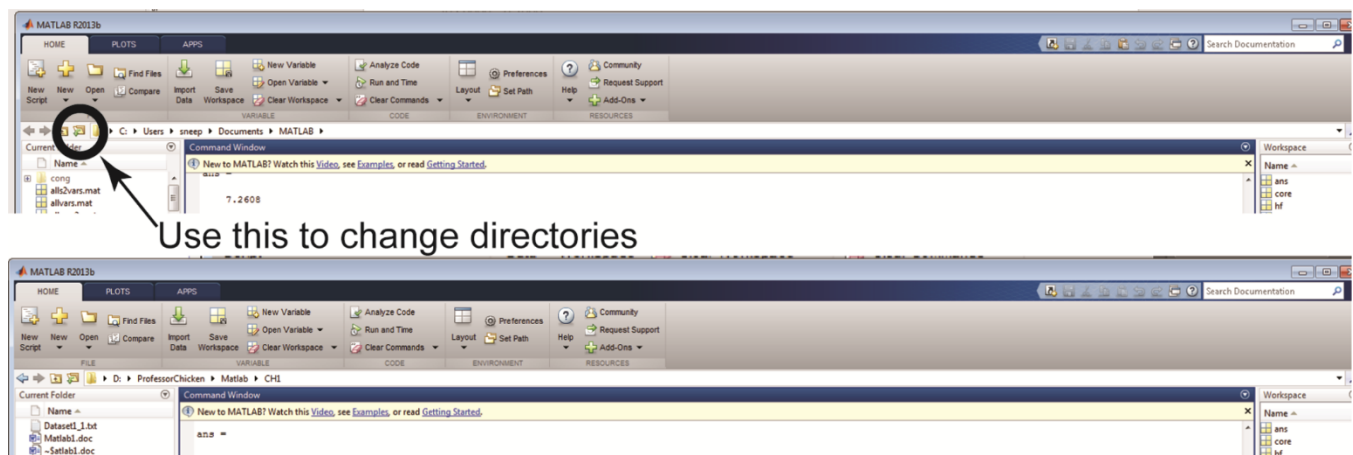 MATLAB R2013b
HOME PLOTS APPS Search Documentation
New Script New Open Find Files Compare Import Data Save Workspace New Variable Open Variable Clear Workspace Analyze Code Run and Time Clear Commands Layout Preferences Set Path Help Community Request Support Add-Ons
VARIABLE CODE ENVIRONMENT RESOURCES
C: Users sneep Documents MATLAB
Current Folder Command Window Workspace
Name New to MATLAB? Watch this Video, see Examples, or read Getting Started. Name
cong ans = ans
alls2vars.mat core
allvars.mat 7.2608 hf
Use this to change directories
MATLAB R2013b
HOME PLOTS APPS Search Documentation
New Script New Open Find Files Compare Import Data Save Workspace New Variable Open Variable Clear Workspace Analyze Code Run and Time Clear Commands Layout Preferences Set Path Help Community Request Support Add-Ons
FILE VARIABLE CODE ENVIRONMENT RESOURCES
D: ProfessorChicken Matlab CH1
Current Folder Command Window Workspace
Name New to MATLAB? Watch this Video, see Examples, or read Getting Started. Name
Dataset1_1.txt ans
Matlab1.doc ans = core
~$atlab1.doc hf